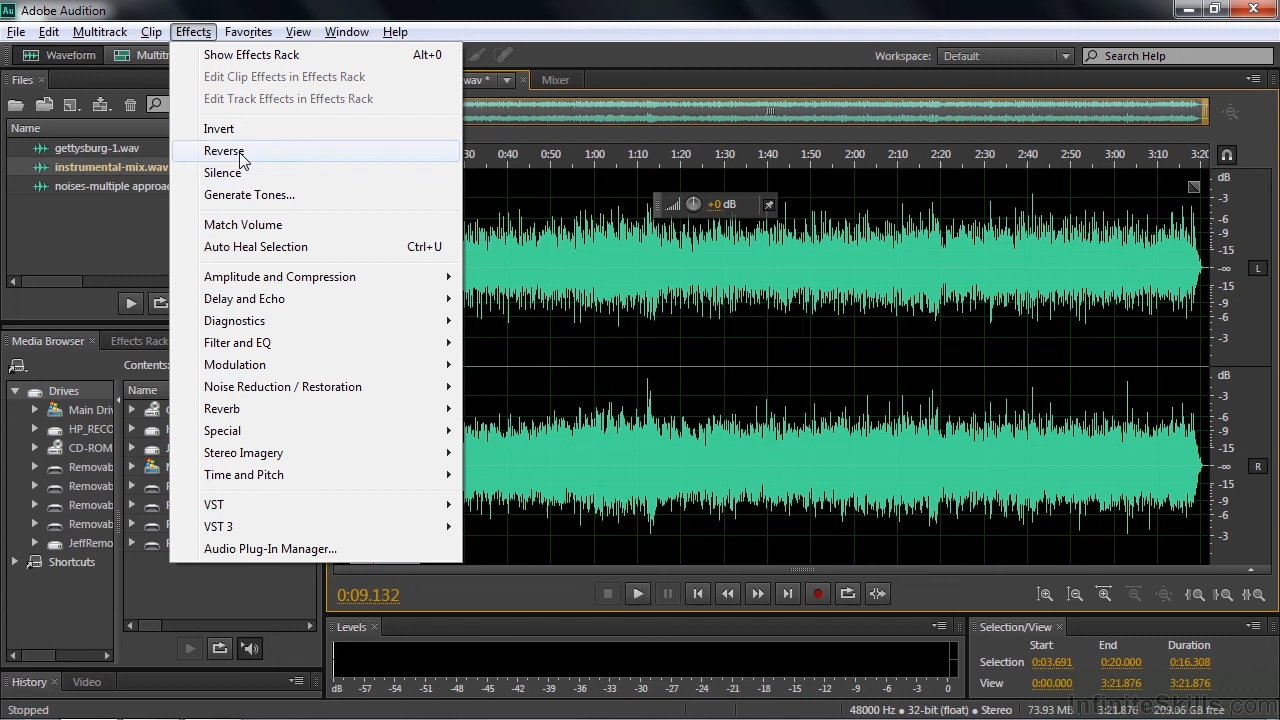 Au Adobe Audition
File Edit Multitrack Clip Effects Favorites View Window Help
Waveform Multitr Workspace: Default Search Help
Show Effects Rack Alt+0
Edit Clip Effects in Effects Rack
Edit Track Effects in Effects Rack
Invert
Reverse
Silence
Generate Tones...
Match Volume
Auto Heal Selection Ctrl+U
Amplitude and Compression
Delay and Echo
Diagnostics
Filter and EQ
Modulation
Noise Reduction / Restoration
Reverb
Special
Stereo Imagery
Time and Pitch
VST
VST 3
Audio Plug-In Manager...
Files
Name
gettysburg-1.wav
instrumental-mix.wav
noises-multiple approa
Media Browser Effects Rack
Contents:
Drives Name
Main Driv
HP_RECO
CD-ROM
Removab
Removab
Removab
Removab
Removab
JeffRemo
Shortcuts
History Video
Stopped
wav * Mixer
0:40 0:50 1:00 1:10 1:20 1:30 1:40 1:50 2:00 2:10 2:20 2:30 2:40 2:50 3:00 3:10 3:20
+0 dB
dB
-3
-6
-9
-15
-∞ L
-15
-9
-6
-3
dB
-3
-6
-9
-15
-∞ R
-15
-9
-6
-3
0:09.132
Levels
dB -57 -54 -51 -48 -45 -42 -39 -36 -33 -30 -27 -24 -21 -18 -15 -12 -9 -6 -3 0
Selection/View
Start End Duration
Selection 0:03.691 0:20.000 0:16.308
View 0:00.000 3:21.876 3:21.876
48000 Hz • 32-bit (float) • Stereo 73.93 MB 3:21.876 209.06 GB free
InfiniteSkills.com